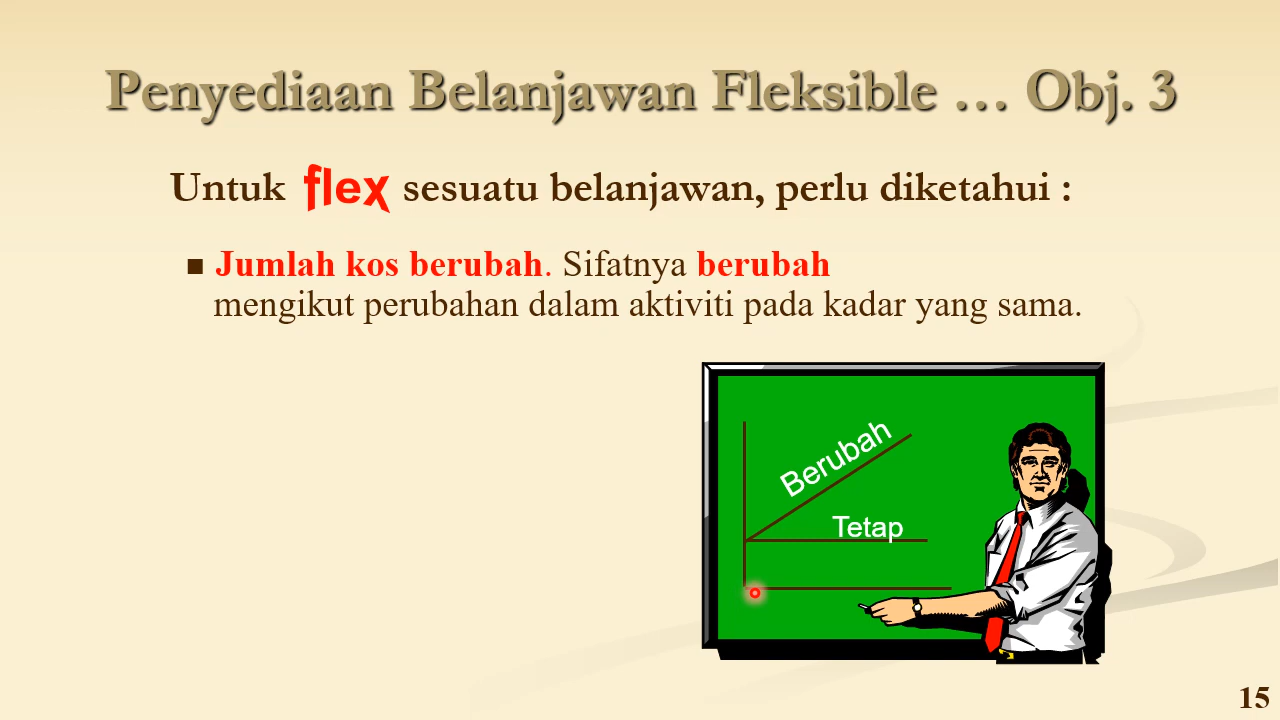 Penyediaan Belanjawan Fleksible … Obj. 3
Untuk flex sesuatu belanjawan, perlu diketahui :
Jumlah kos berubah. Sifatnya berubah
mengikut perubahan dalam aktiviti pada kadar yang sama.
Berubah
Tetap
15